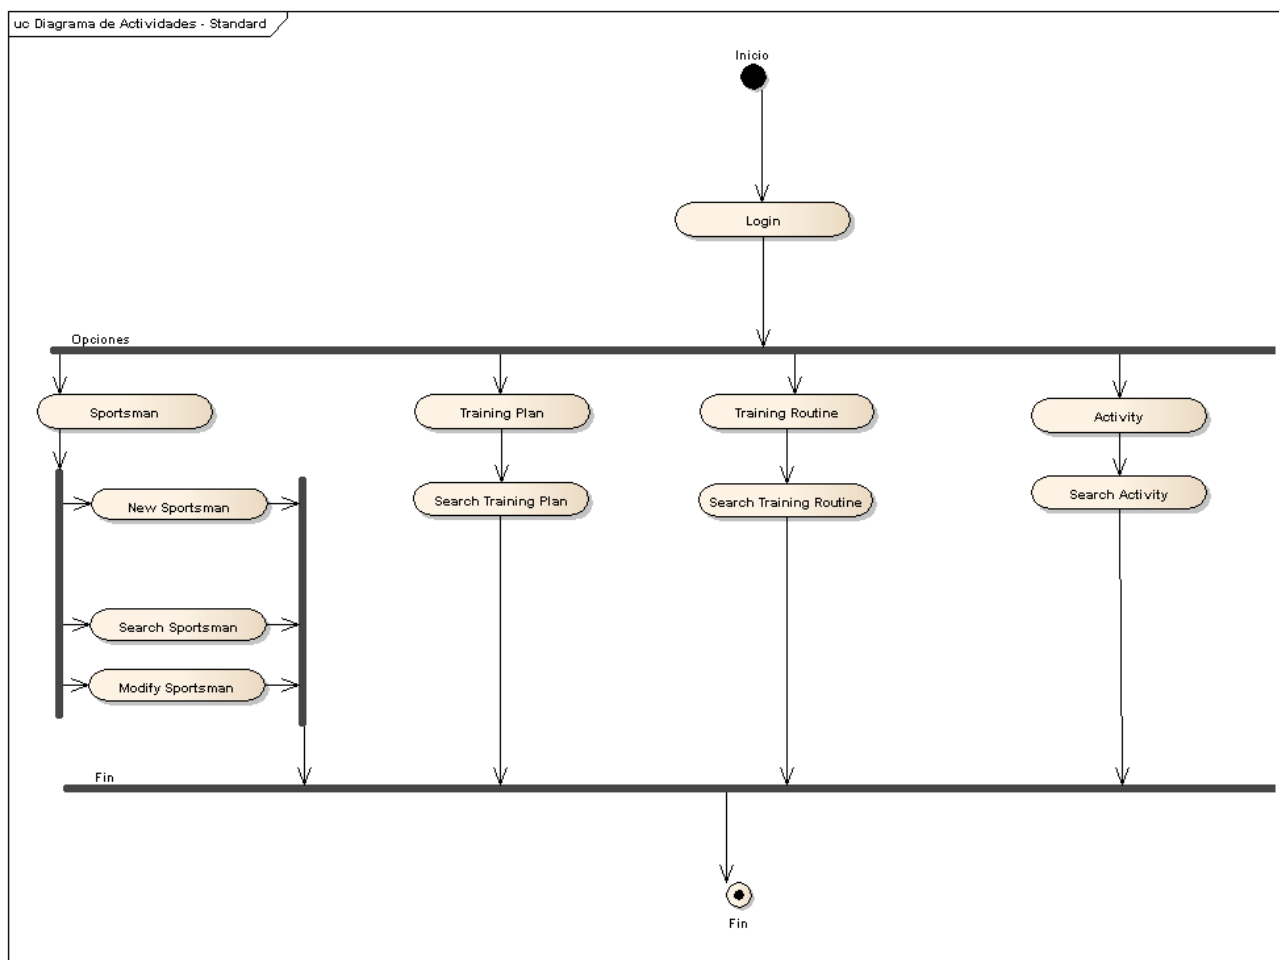 uc Diagrama de Actividades - Standard
Inicio
Login
Opciones
Sportsman
Training Plan
Training Routine
Activity
New Sportsman
Search Training Plan
Search Training Routine
Search Activity
Search Sportsman
Modify Sportsman
Fin
Fin